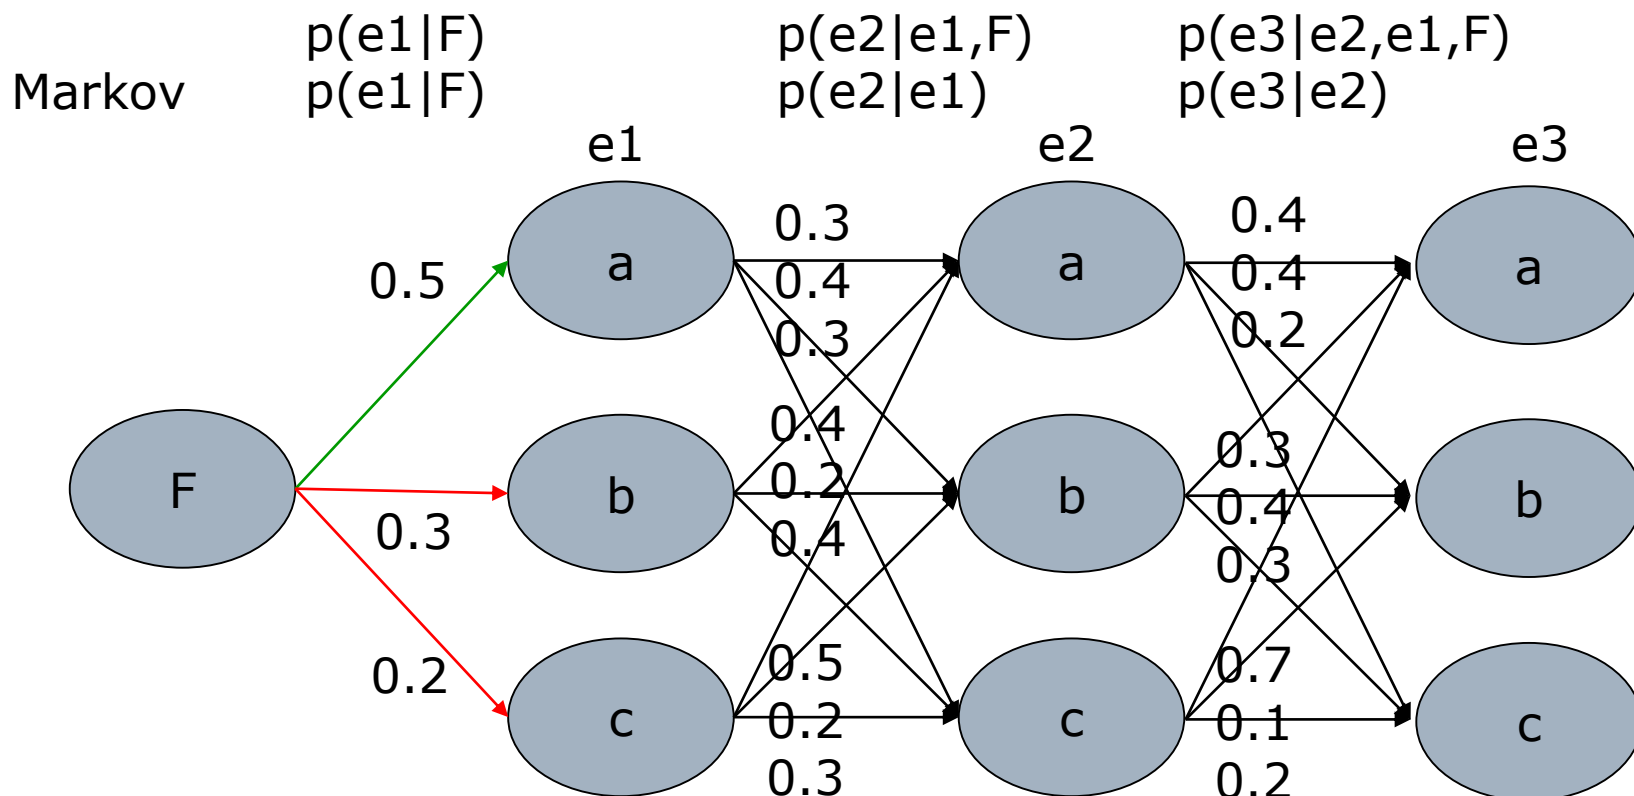 p(e1|F) p(e2|e1,F) p(e3|e2,e1,F)
Markov p(e1|F) p(e2|e1) p(e3|e2)
e1 e2 e3
0.3 0.4
a a a
0.5 0.4 0.4
0.3 0.2
0.4 0.3
F b 0.2 b 0.4 b
0.3 0.4 0.3
0.2 0.5 0.7
c 0.2 c 0.1 c
0.3 0.2